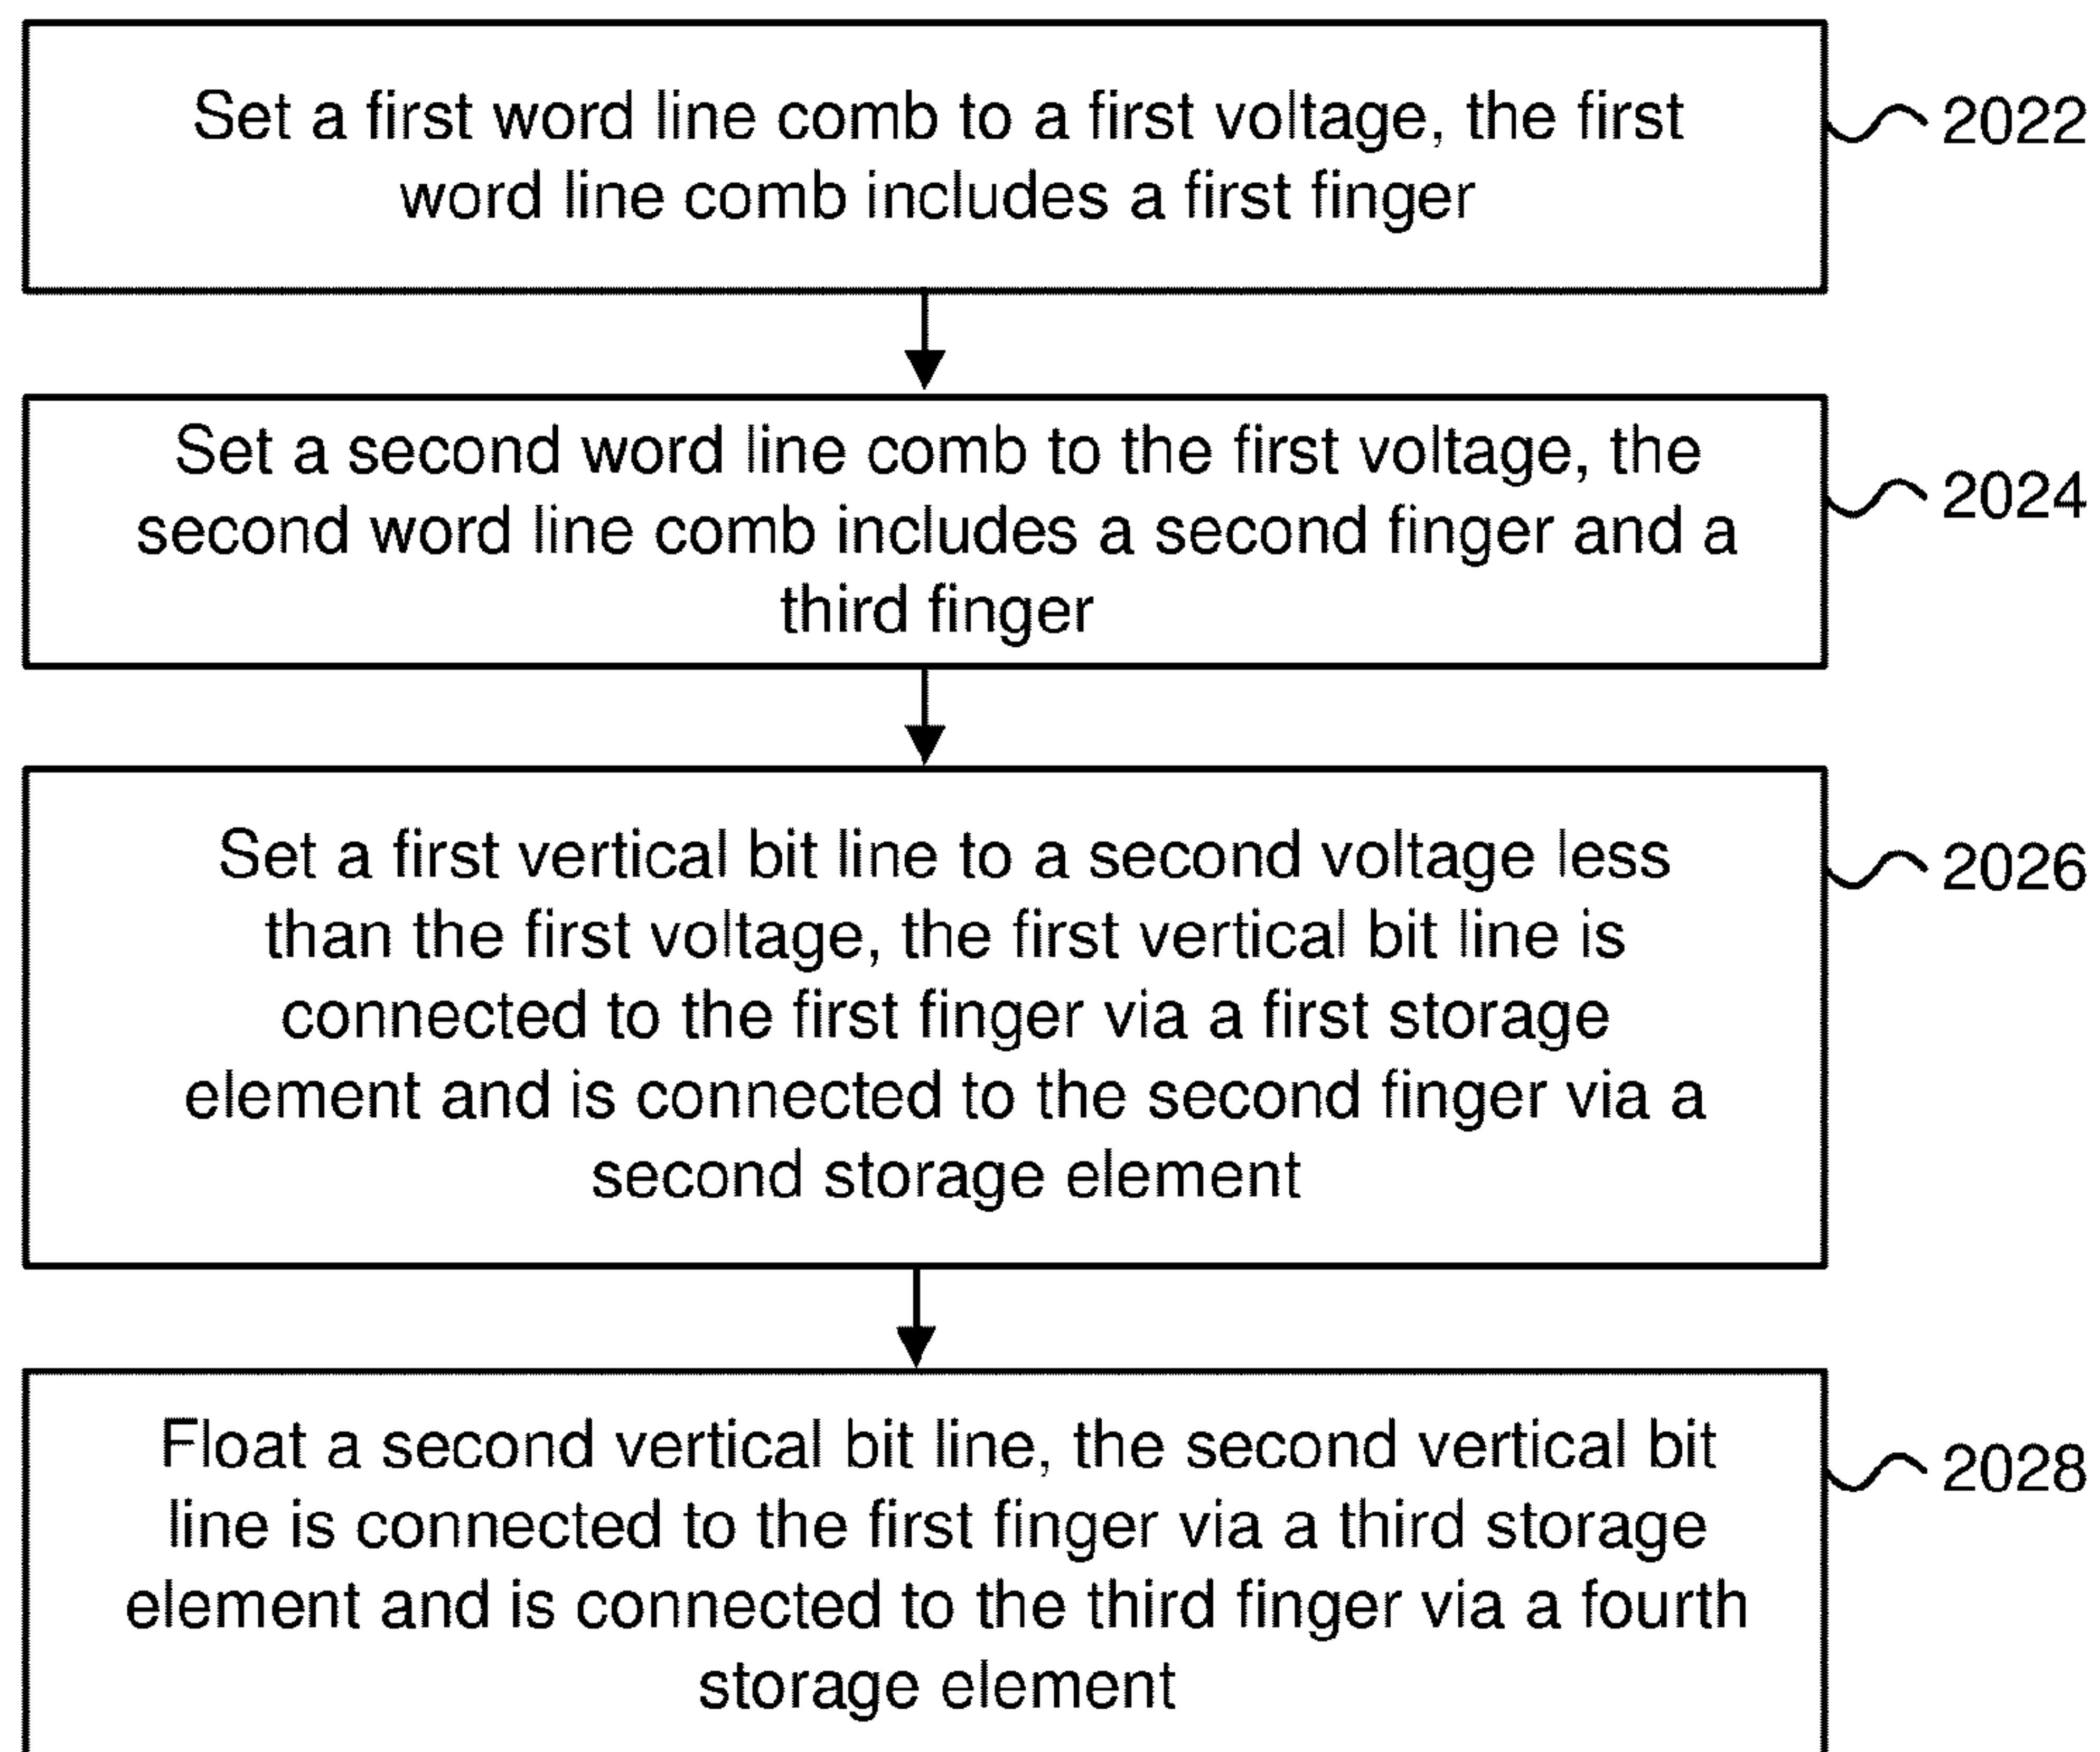 Set a first word line comb to a first voltage, the first
word line comb includes a first finger
2022
Set a second word line comb to the first voltage, the
second word line comb includes a second finger and a
third finger
2024
Set a first vertical bit line to a second voltage less
than the first voltage, the first vertical bit line is
connected to the first finger via a first storage
element and is connected to the second finger via a
second storage element
2026
Float a second vertical bit line, the second vertical bit
line is connected to the first finger via a third storage
element and is connected to the third finger via a fourth
storage element
2028